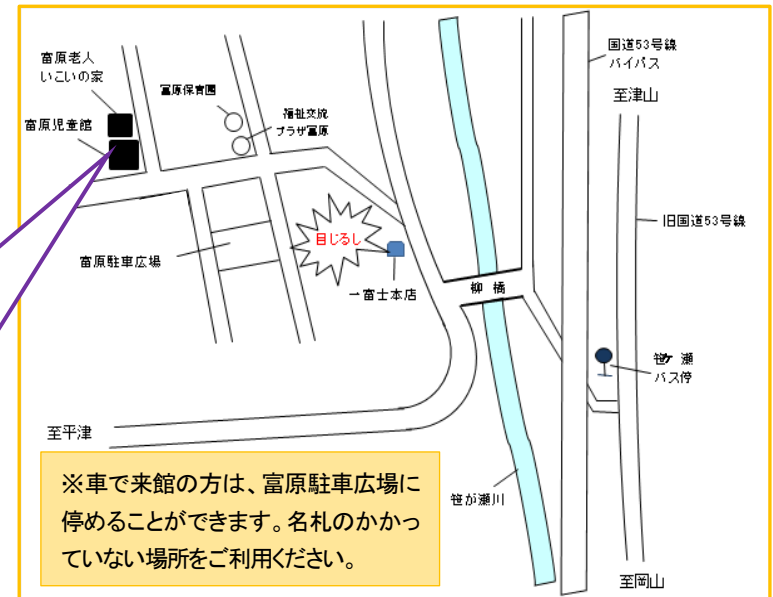 富原老人
いこいの家
富原保育園
国道53号線
バイパス
至津山
富原児童館
福祉交流
プラザ富原
旧国道53号線
目じるし
富原駐車広場
一富士本店
柳橋
笹ケ瀬
バス停
至平津
笹が瀬川
※車で来館の方は、富原駐車広場に
停めることができます。名札のかかっ
ていない場所をご利用ください。
至岡山